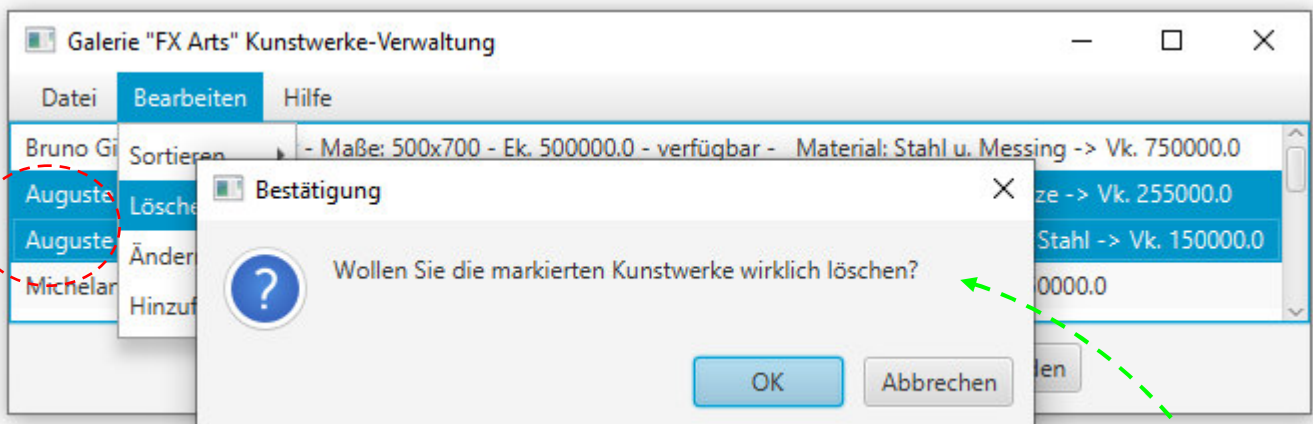 Galerie "FX Arts" Kunstwerke-Verwaltung
Datei Bearbeiten Hilfe
Bruno Gi - Maße: 500x700 - Ek. 500000.0 - verfügbar - Material: Stahl u. Messing -> Vk. 750000.0
Sortieren
Auguste ze -> Vk. 255000.0
Lösche
Bestätigung
Auguste Stahl -> Vk. 150000.0
Änder
Wollen Sie die markierten Kunstwerke wirklich löschen?
Michelan 0000.0
Hinzuf
OK Abbrechen
den